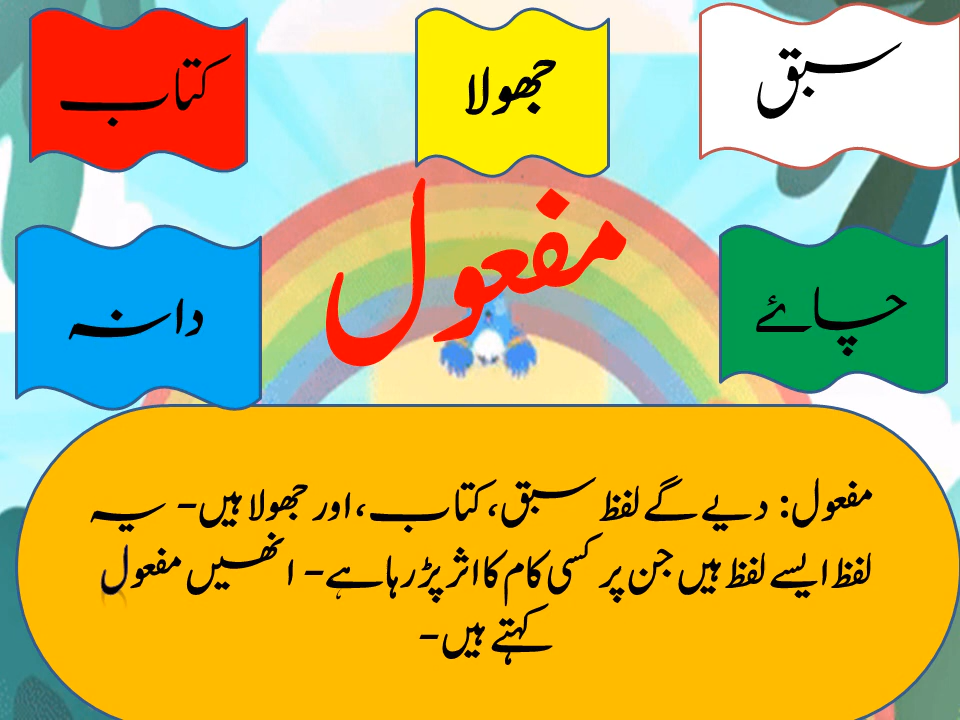 سبق
جھولا
کتاب
مفعول
چائے
دانہ
مفعول: دیے گے لفظ سبق، کتاب، اور جھولا ہیں- یہ
لفظ ایسے لفظ ہیں جن پر کسی کام کا اثر پڑ رہا ہے- انھیں مفعول
کہتے ہیں-